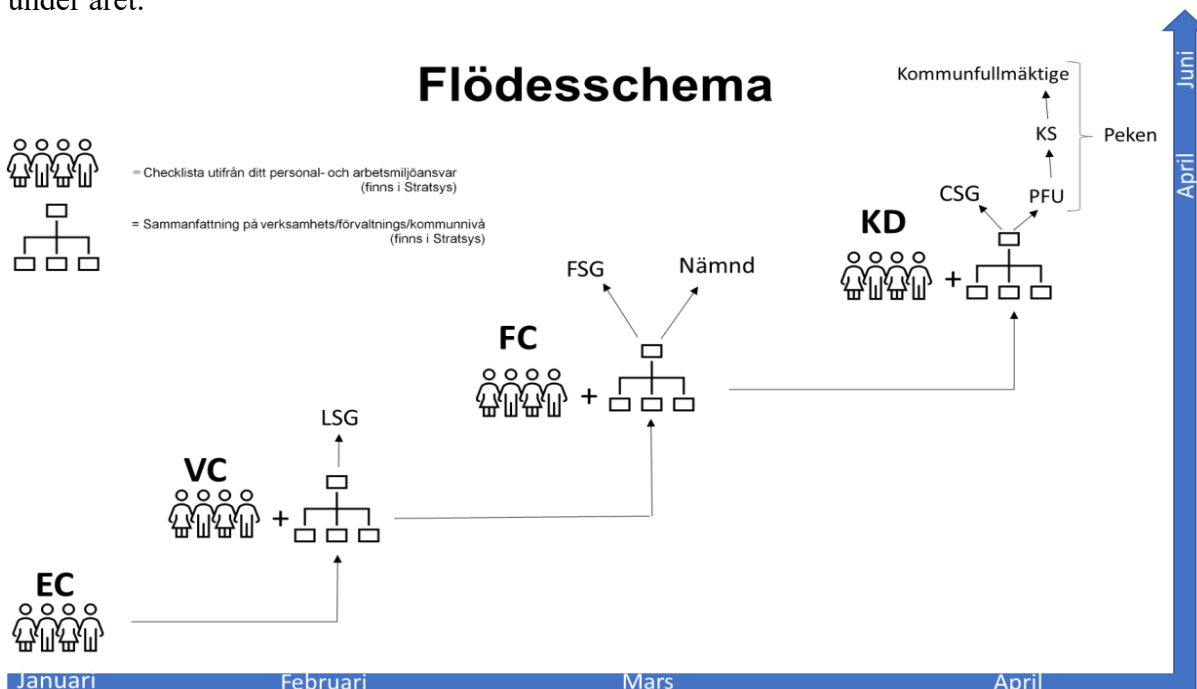 under året.
Flödesschema
= Checklista utifrån ditt personal- och arbetsmiljöansvar
(finns i Stratsys)
= Sammanfattning på verksamhets/förvaltnings/kommunnivå
(finns i Stratsys)
Kommunfullmäktige
KS
Peken
CSG
PFU
KD
+
FSG
Nämnd
FC
+
LSG
VC
+
EC
Juni
April
Januari
Februari
Mars
April